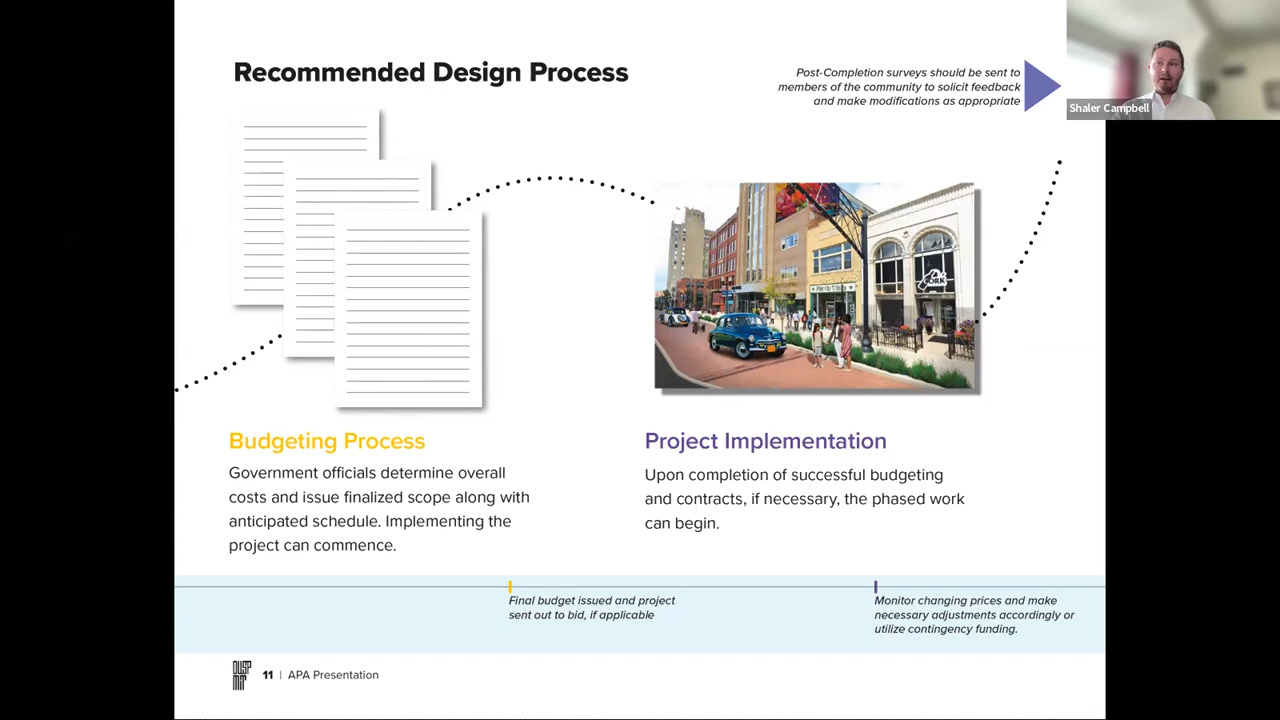 Recommended Design Process
Post-Completion surveys should be sent to
members of the community to solicit feedback
and make modifications as appropriate
Shaler Campbell
CORK
Budgeting Process
Government officials determine overall
costs and issue finalized scope along with
anticipated schedule. Implementing the
project can commence.
Project Implementation
Upon completion of successful budgeting
and contracts, if necessary, the phased work
can begin.
Final budget issued and project
sent out to bid, if applicable
Monitor changing prices and make
necessary adjustments accordingly or
utilize contingency funding.
DUSP
MIT
11 | APA Presentation